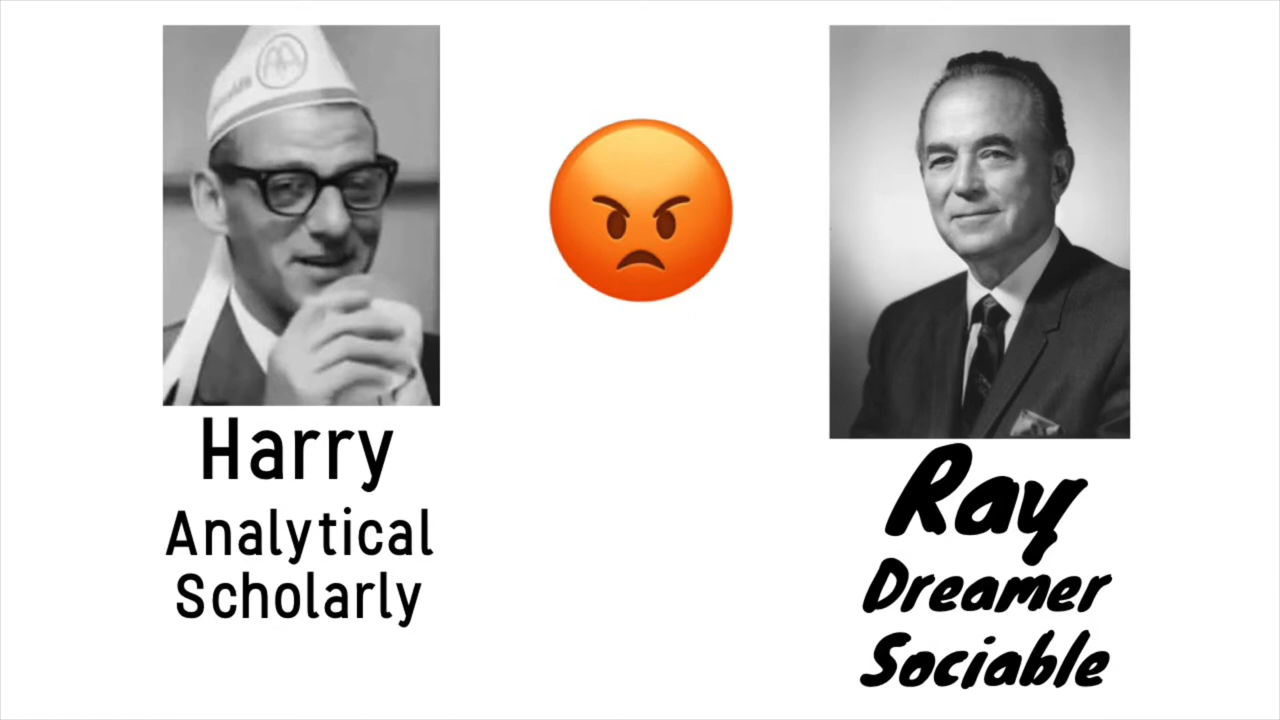 Harry
Analytical
Scholarly
Ray
Dreamer
Sociable